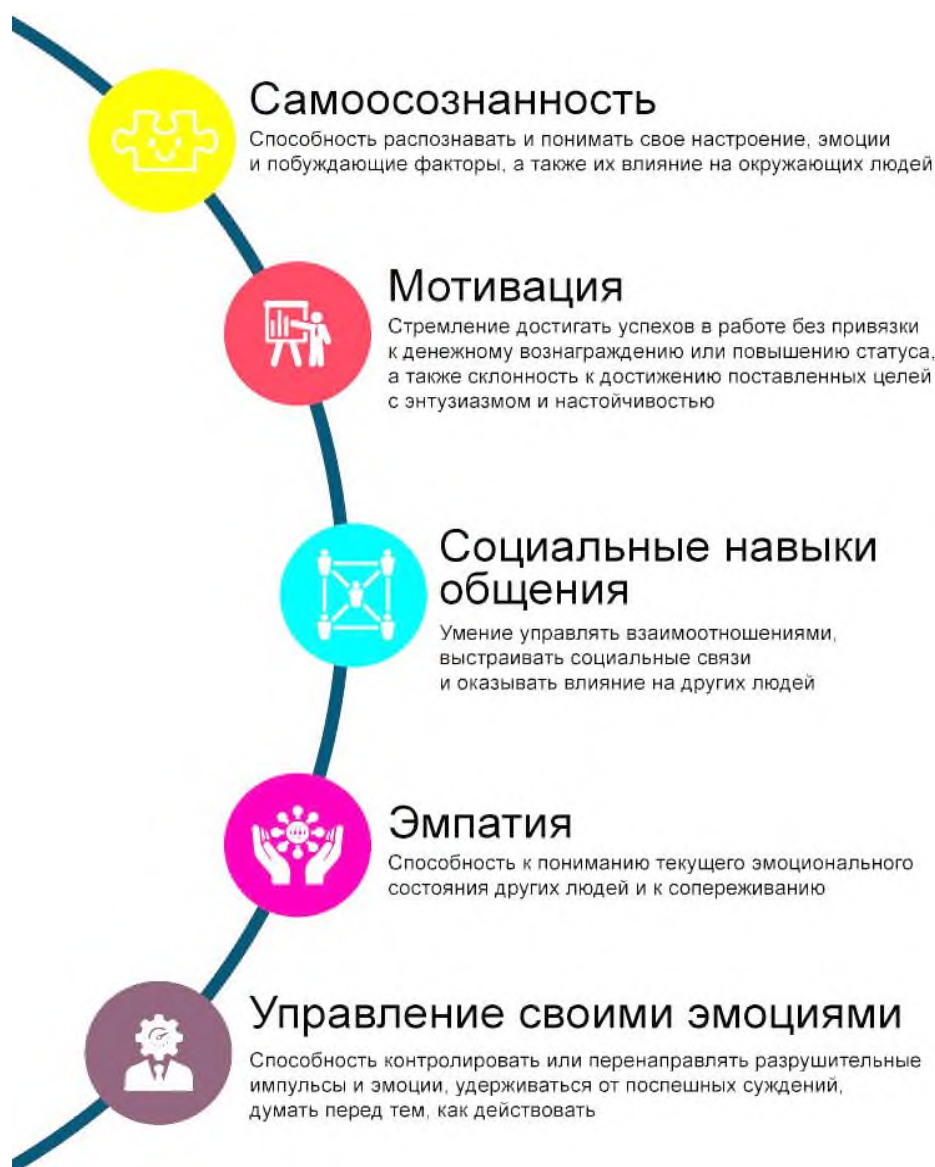 Самоосознанность
Способность распознавать и понимать свое настроение, эмоции
и побуждающие факторы, а также их влияние на окружающих людей
Мотивация
Стремление достигать успехов в работе без привязки
к денежному вознаграждению или повышению статуса,
а также склонность к достижению поставленных целей
с энтузиазмом и настойчивостью
Социальные навыки
общения
Умение управлять взаимоотношениями,
выстраивать социальные связи
и оказывать влияние на других людей
Эмпатия
Способность к пониманию текущего эмоционального
состояния других людей и к сопереживанию
Управление своими эмоциями
Способность контролировать или перенаправлять разрушительные
импульсы и эмоции, удерживаться от поспешных суждений,
думать перед тем, как действовать